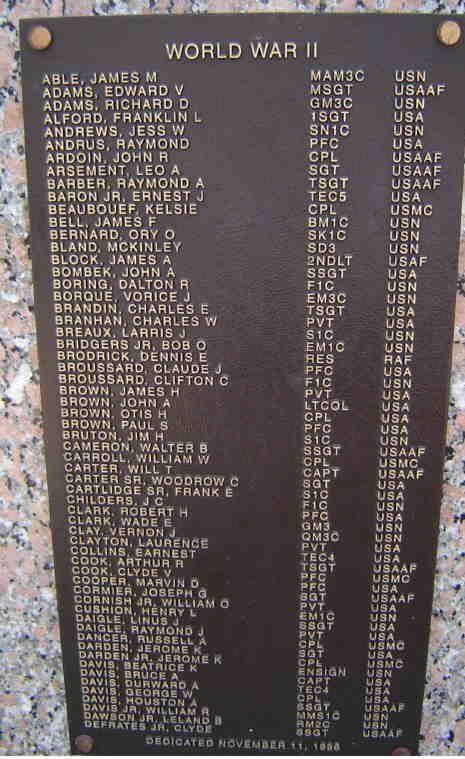 WORLD WAR II
ABLE, JAMES M MAM3C USN
ADAMS, EDWARD V MSGT USAAF
ADAMS, RICHARD D GM3C USN
ALFORD, FRANKLIN L 1SGT USA
ANDREWS, JESS W SN1C USN
ANDRUS, RAYMOND PFC USA
ARDOIN, JOHN R CPL USAAF
ARSEMENT, LEO A SGT USAAF
BARBER, RAYMOND A TSGT USAAF
BARON JR, ERNEST J TEC5 USA
BEAUBOUEF, KELSIE CPL USMC
BELL, JAMES F BM1C USN
BERNARD, ORY O SK1C USN
BLAND, MCKINLEY SD3 USN
BLOCK, JAMES A 2NDLT USAF
BOMBEK, JOHN A SSGT USA
BORING, DALTON R F1C USN
BORQUE, VORICE J EM3C USN
BRANDIN, CHARLES E TSGT USA
BRANHAN, CHARLES W PVT USA
BREAUX, LARRIS J S1C USN
BRIDGERS JR, BOB O EM1C USN
BRODRICK, DENNIS E RES RAF
BROUSSARD, CLAUDE J PFC USA
BROUSSARD, CLIFTON C F1C USN
BROWN, JAMES H PVT USA
BROWN, JOHN A LTCOL USA
BROWN, OTIS H CPL USA
BROWN, PAUL S PFC USA
BRUTON, JIM H S1C USN
CAMERON, WALTER B SSGT USAAF
CARROLL, WILLIAM W CPL USMC
CARTER, WILL T CAPT USAAF
CARTER SR, WOODROW C SGT USA
CARTLIDGE SR, FRANK E S1C USA
CHILDERS, J C F1C USN
CLARK, ROBERT H PFC USA
CLARK, WADE E GM3 USN
CLAY, VERNON J QM3C USN
CLAYTON, LAURENCE PVT USA
COLLINS, EARNEST TEC4 USA
COOK, ARTHUR R TSGT USAAF
COOK, CLYDE V PFC USMC
COOPER, MARVIN D PFC USA
CORMIER, JOSEPH G SGT USAAF
CORNISH JR, WILLIAM O PVT USA
CUSHION, HENRY L EM1C USN
DAIGLE, LINUS J SSGT USA
DAIGLE, RAYMOND J PVT USA
DANCER, RUSSELL A CPL USMC
DARDEN, JEROME K SGT USA
DARDEN JR, JEROME K CPL USMC
DAVIS, BEATRICE K ENSIGN USN
DAVIS, BRUCE A CAPT USA
DAVIS, DURWARD A TEC4 USA
DAVIS, GEORGE W CPL USA
DAVIS, HOUSTON A SSGT USAAF
DAVIS JR, WILLIAM R MMS1C USN
DAWSON JR, LELAND B RM2C USN
DEFRATES JR, CLYDE SSGT USAAF
DEDICATED NOVEMBER 11, 1998